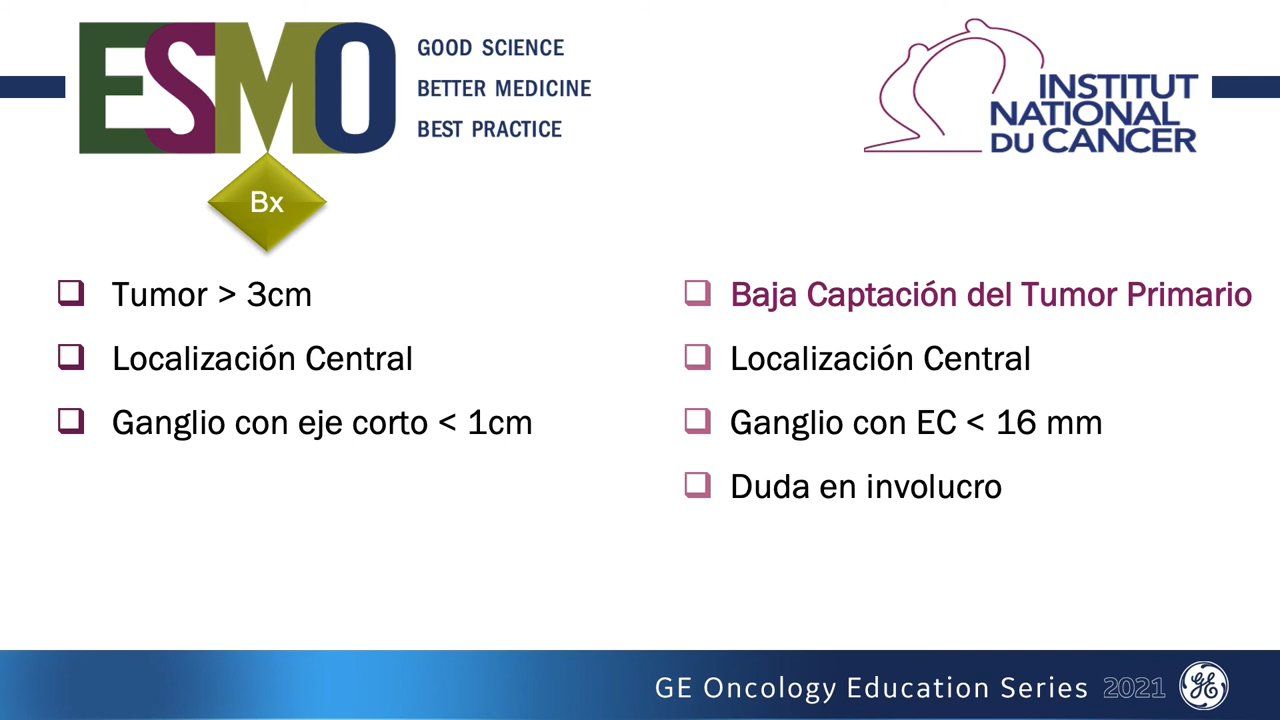 ESMO
GOOD SCIENCE
BETTER MEDICINE
BEST PRACTICE
INSTITUT
NATIONAL
DU CANCER
Bx
Tumor > 3cm
Localización Central
Ganglio con eje corto < 1cm
Baja Captación del Tumor Primario
Localización Central
Ganglio con EC < 16 mm
Duda en involucro
GE Oncology Education Series 2021
GE